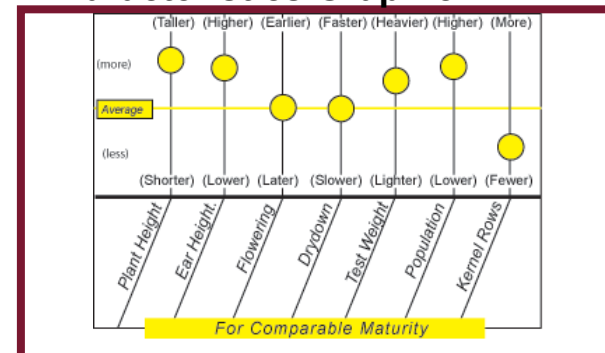 (Taller) (Higher) (Earlier) (Faster) (Heavier) (Higher) (More)
(more)
Average
(less)
(Shorter) (Lower) (Later) (Slower) (Lighter) (Lower) (Fewer)
Plant Height
Ear Height.
Flowering
Drydown
Test Weight
Population
Kernel Rows
For Comparable Maturity